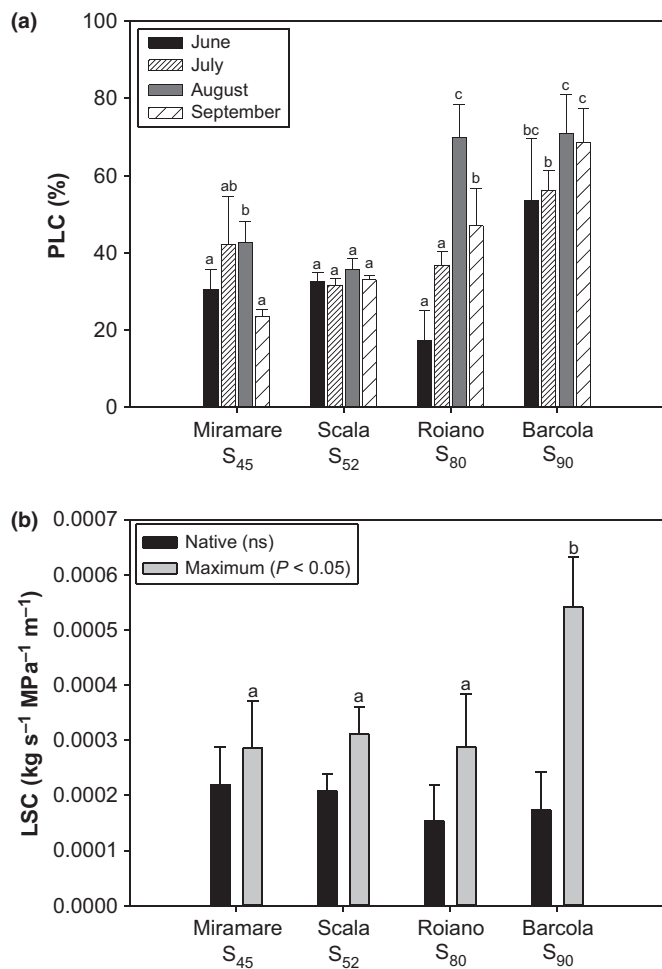 (a)
100
80
60
40
20
0
PLC (%)
June
July
August
September
a
ab
b
a
a
a
a
a
a
a
c
b
bc
b
c
c
Miramare
Scala
Roiano
Barcola
S45
S52
S80
S90
(b)
0.0007
0.0006
0.0005
0.0004
0.0003
0.0002
0.0001
0.0000
LSC (kg s⁻¹ MPa⁻¹ m⁻¹)
Native (ns)
Maximum (P < 0.05)
a
a
a
b
Miramare
Scala
Roiano
Barcola
S45
S52
S80
S90